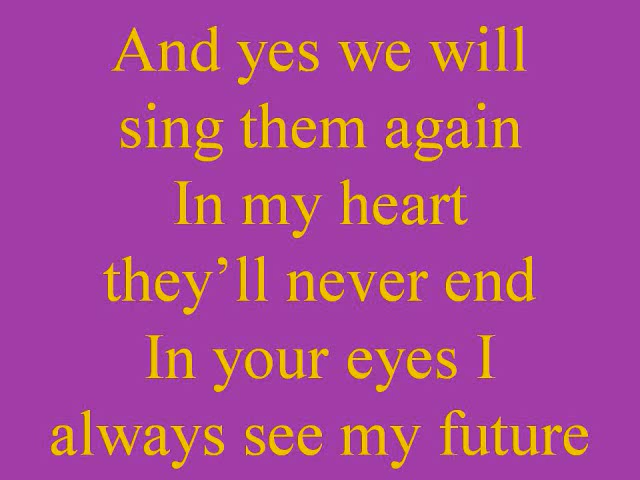 And yes we will
sing them again
In my heart
they’ll never end
In your eyes I
always see my future